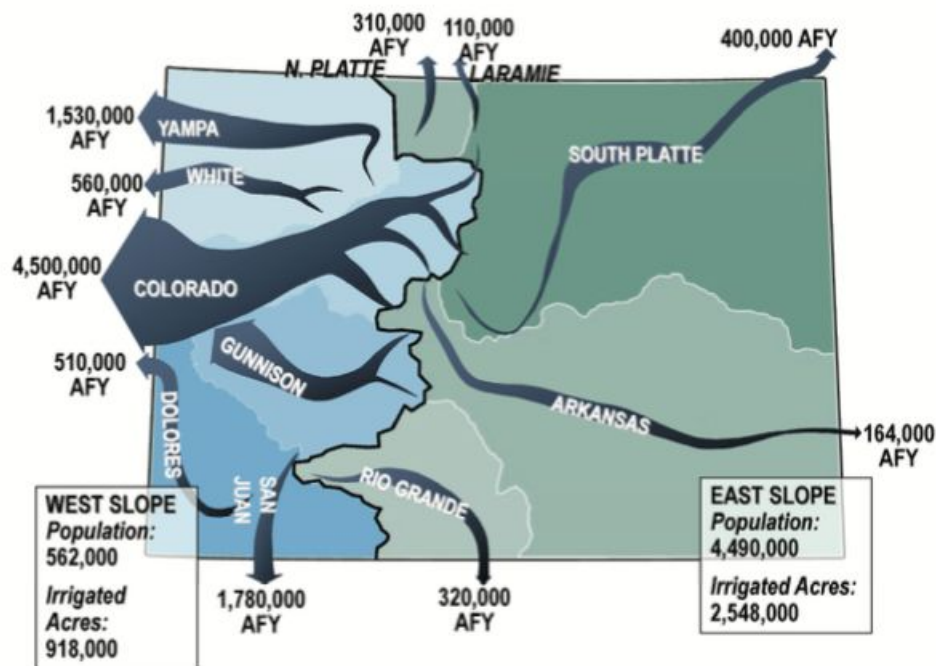 310,000
AFY
110,000
AFY
400,000 AFY
N. PLATTE
LARAMIE
1,530,000
AFY
YAMPA
SOUTH PLATTE
560,000
AFY
WHITE
4,500,000
AFY
COLORADO
510,000
AFY
GUNNISON
DOLORES
ARKANSAS
164,000
AFY
SAN
JUAN
RIO GRANDE
WEST SLOPE
Population:
562,000
Irrigated
Acres:
918,000
EAST SLOPE
Population:
4,490,000
Irrigated Acres:
2,548,000
1,780,000
AFY
320,000
AFY